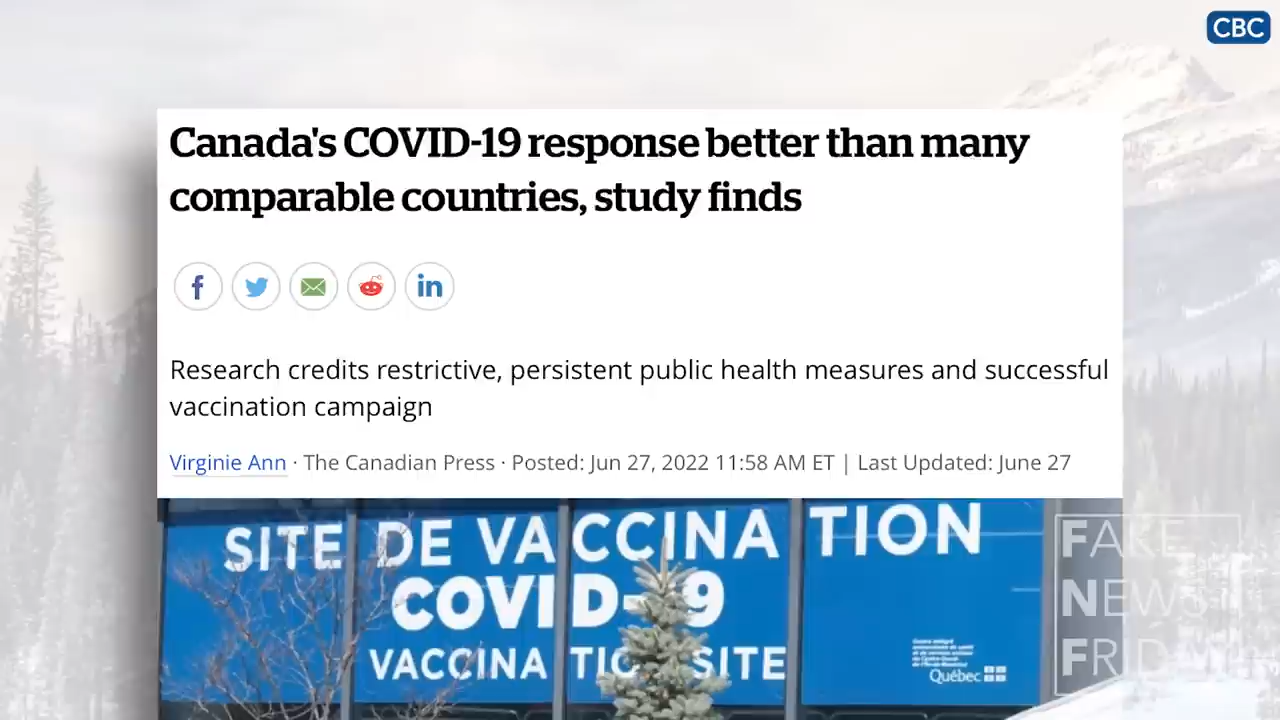 CBC
Canada's COVID-19 response better than many
comparable countries, study finds
Research credits restrictive, persistent public health measures and successful
vaccination campaign
Virginie Ann · The Canadian Press · Posted: Jun 27, 2022 11:58 AM ET | Last Updated: June 27
SITE DE VACCINATION
COVID-19
VACCINATION SITE
Québec
FAKE
NEWS
FRIDAY